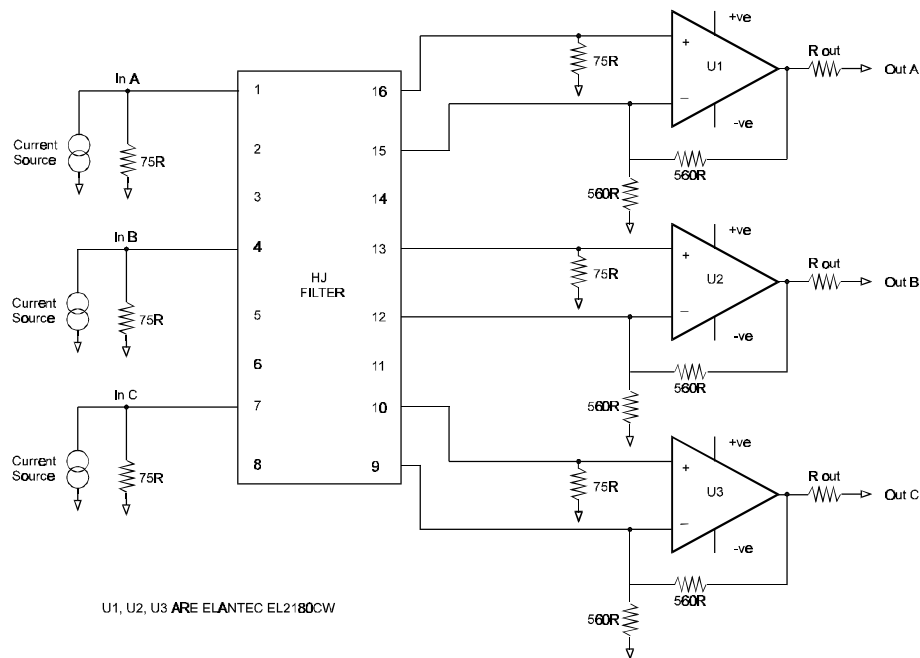 +ve
R out
Out A
+
U1
–
-ve
75R
560R
560R
In A
Current
Source
75R
1
2
3
4
5
6
7
8
HJ
FILTER
16
15
14
13
12
11
10
9
In B
Current
Source
75R
+ve
R out
Out B
+
U2
–
-ve
75R
560R
560R
In C
Current
Source
75R
+ve
R out
Out C
+
U3
–
-ve
75R
560R
560R
U1, U2, U3 ARE ELANTEC EL2180CW